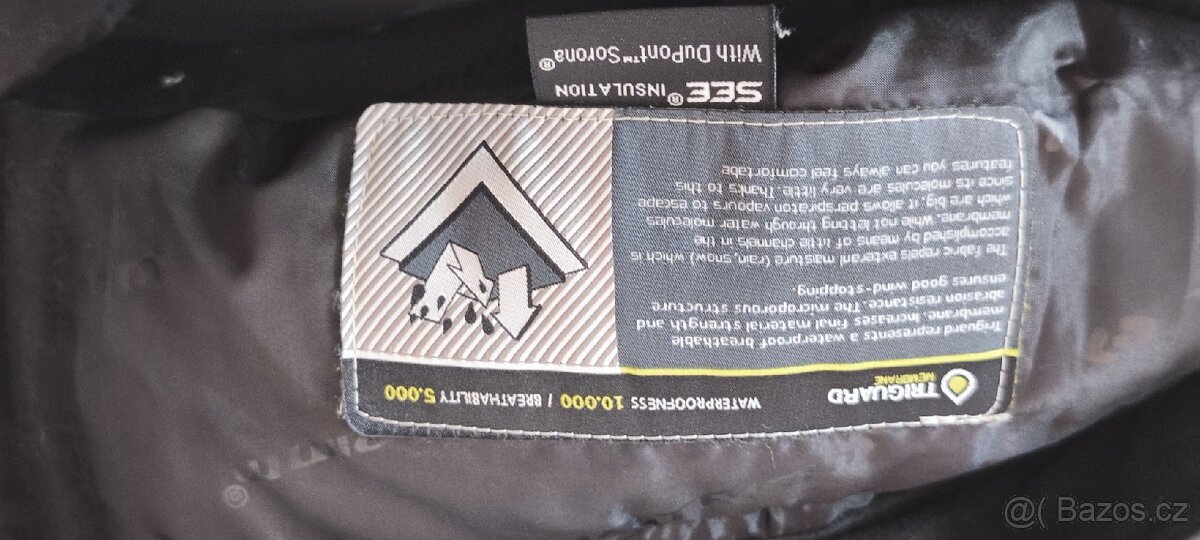 TRIGUARD
MEMBRANE
WATERPROOFNESS 10.000 / BREATHABILITY 5.000
Triguard represents a waterproof breathable
membrane. Increases final material strength and
abrasion resistance. The microporous structure
ensures good wind-stopping.
The fabric repels exteranl maisture (rain, snow) which is
accomplished by means of little channels in the
membrane. While not letting through water molecules
which are big, it allows perspiraton vapours to escape
since its molecules are very little. Thanks to this
features you can always feel comfortabe
SEE® INSULATION
With DuPont™ Sorona®
@( Bazos.cz